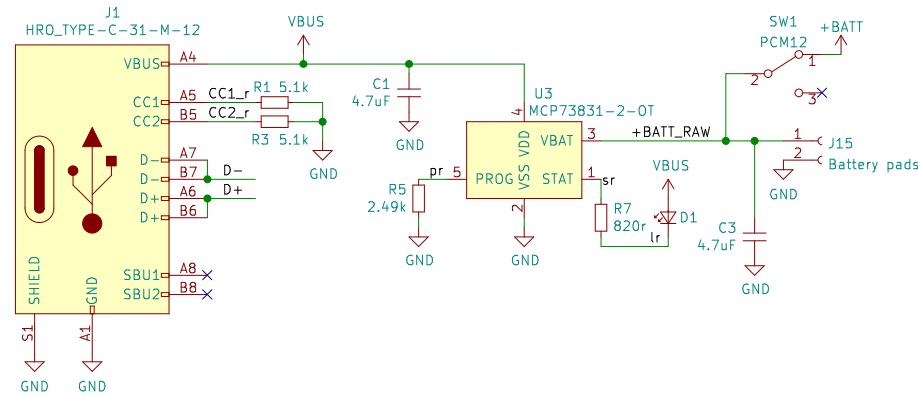 J1
HRO_TYPE-C-31-M-12
VBUS A4
CC1 A5 CC1_r R1 5.1k
CC2 B5 CC2_r R3 5.1k
GND
D- A7
D- B7 D-
D+ A6 D+
D+ B6
SBU1 A8
SBU2 B8
SHIELD
GND
S1
A1
GND
GND
VBUS
C1
4.7uF
GND
U3
MCP73831-2-OT
4
VDD
VBAT 3 +BATT_RAW
pr 5 PROG
VSS
STAT 1
sr
2
GND
R5
2.49k
GND
R7
820r
lr
VBUS
D1
SW1
PCM12
+BATT
1
2
3
1 J15
2 Battery pads
GND
C3
4.7uF
GND